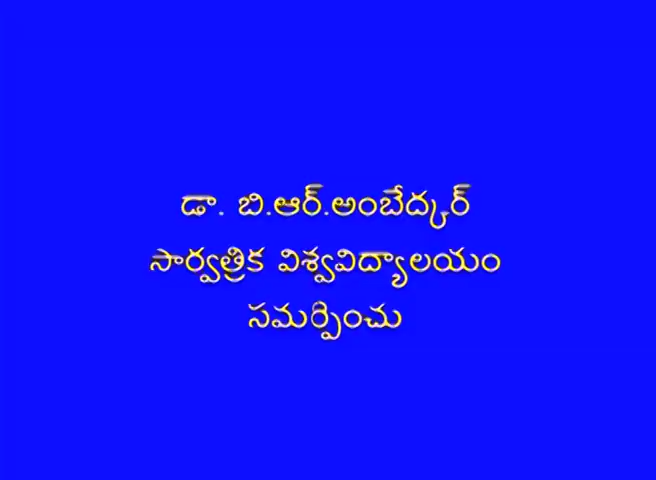 డా. బి.ఆర్.అంబేద్కర్
సార్వత్రిక విశ్వవిద్యాలయం
సమర్పించు